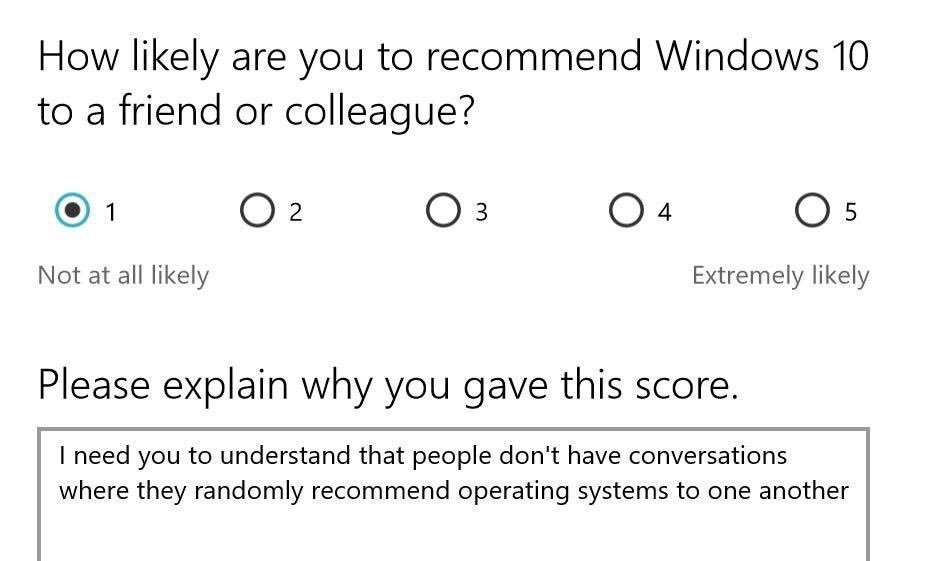 How likely are you to recommend Windows 10
to a friend or colleague?
1 2 3 4 5
Not at all likely Extremely likely
Please explain why you gave this score.
I need you to understand that people don't have conversations
where they randomly recommend operating systems to one another